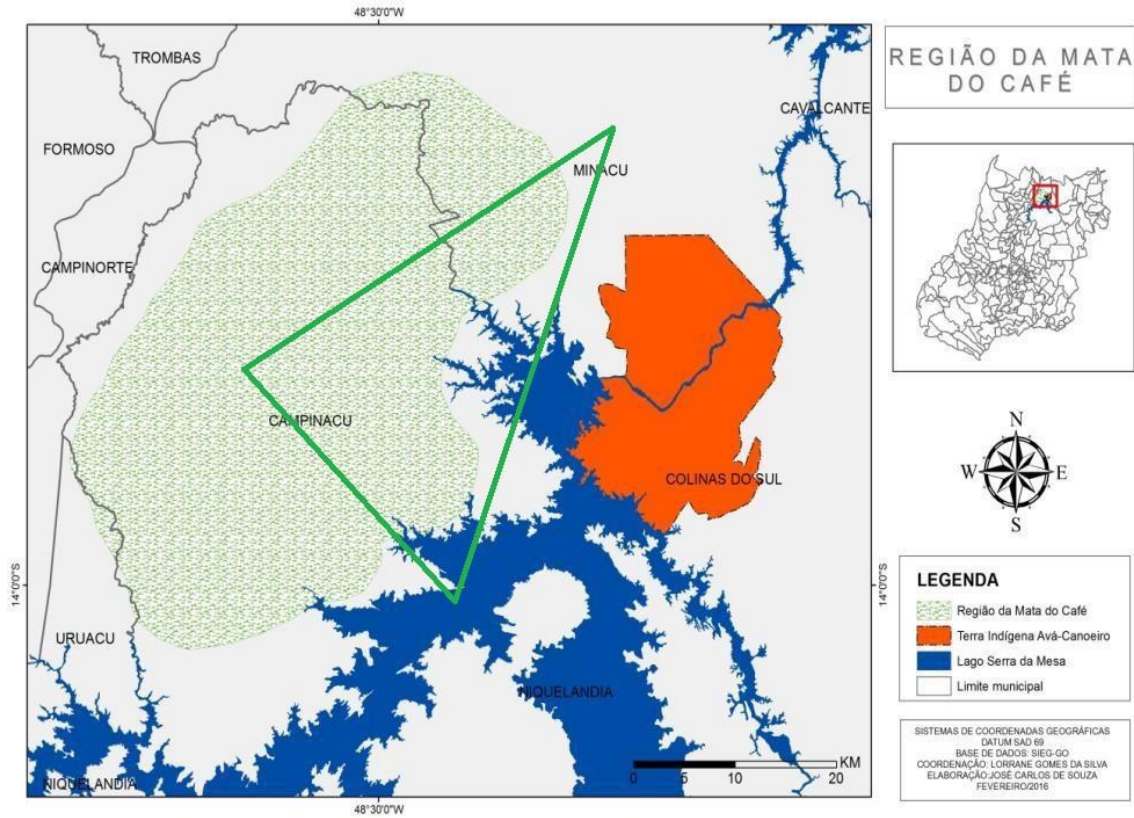 48°30'0"W
TROMBAS
FORMOSO
CAVALCANTE
MINACU
CAMPINORTE
CAMPINACU
COLINAS DO SUL
14°0'0"S
14°0'0"S
URUACU
NIQUELANDIA
NIQUELANDIA
KM
0 5 10 20
48°30'0"W
REGIÃO DA MATA
DO CAFÉ
N
W E
S
LEGENDA
Região da Mata do Café
Terra Indígena Avá-Canoeiro
Lago Serra da Mesa
Limite municipal
SISTEMAS DE COORDENADAS GEOGRÁFICAS
DATUM SAD 69
BASE DE DADOS: SIEG-GO
COORDENAÇÃO: LORRANE GOMES DA SILVA
ELABORAÇÃO:JOSÉ CARLOS DE SOUZA
FEVEREIRO/2016